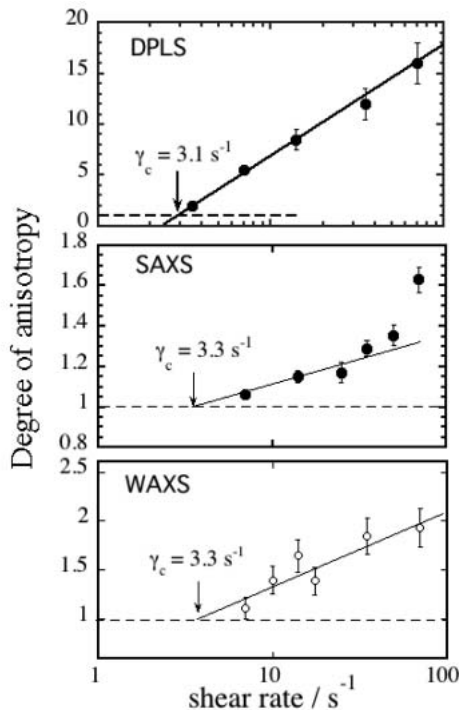 20
DPLS
15
10
γc = 3.1 s-1
5
0
1.8
SAXS
1.6
1.4
γc = 3.3 s-1
1.2
1
0.8
2.5
WAXS
2
γc = 3.3 s-1
1.5
1
Degree of anisotropy
1 10 100
shear rate / s-1